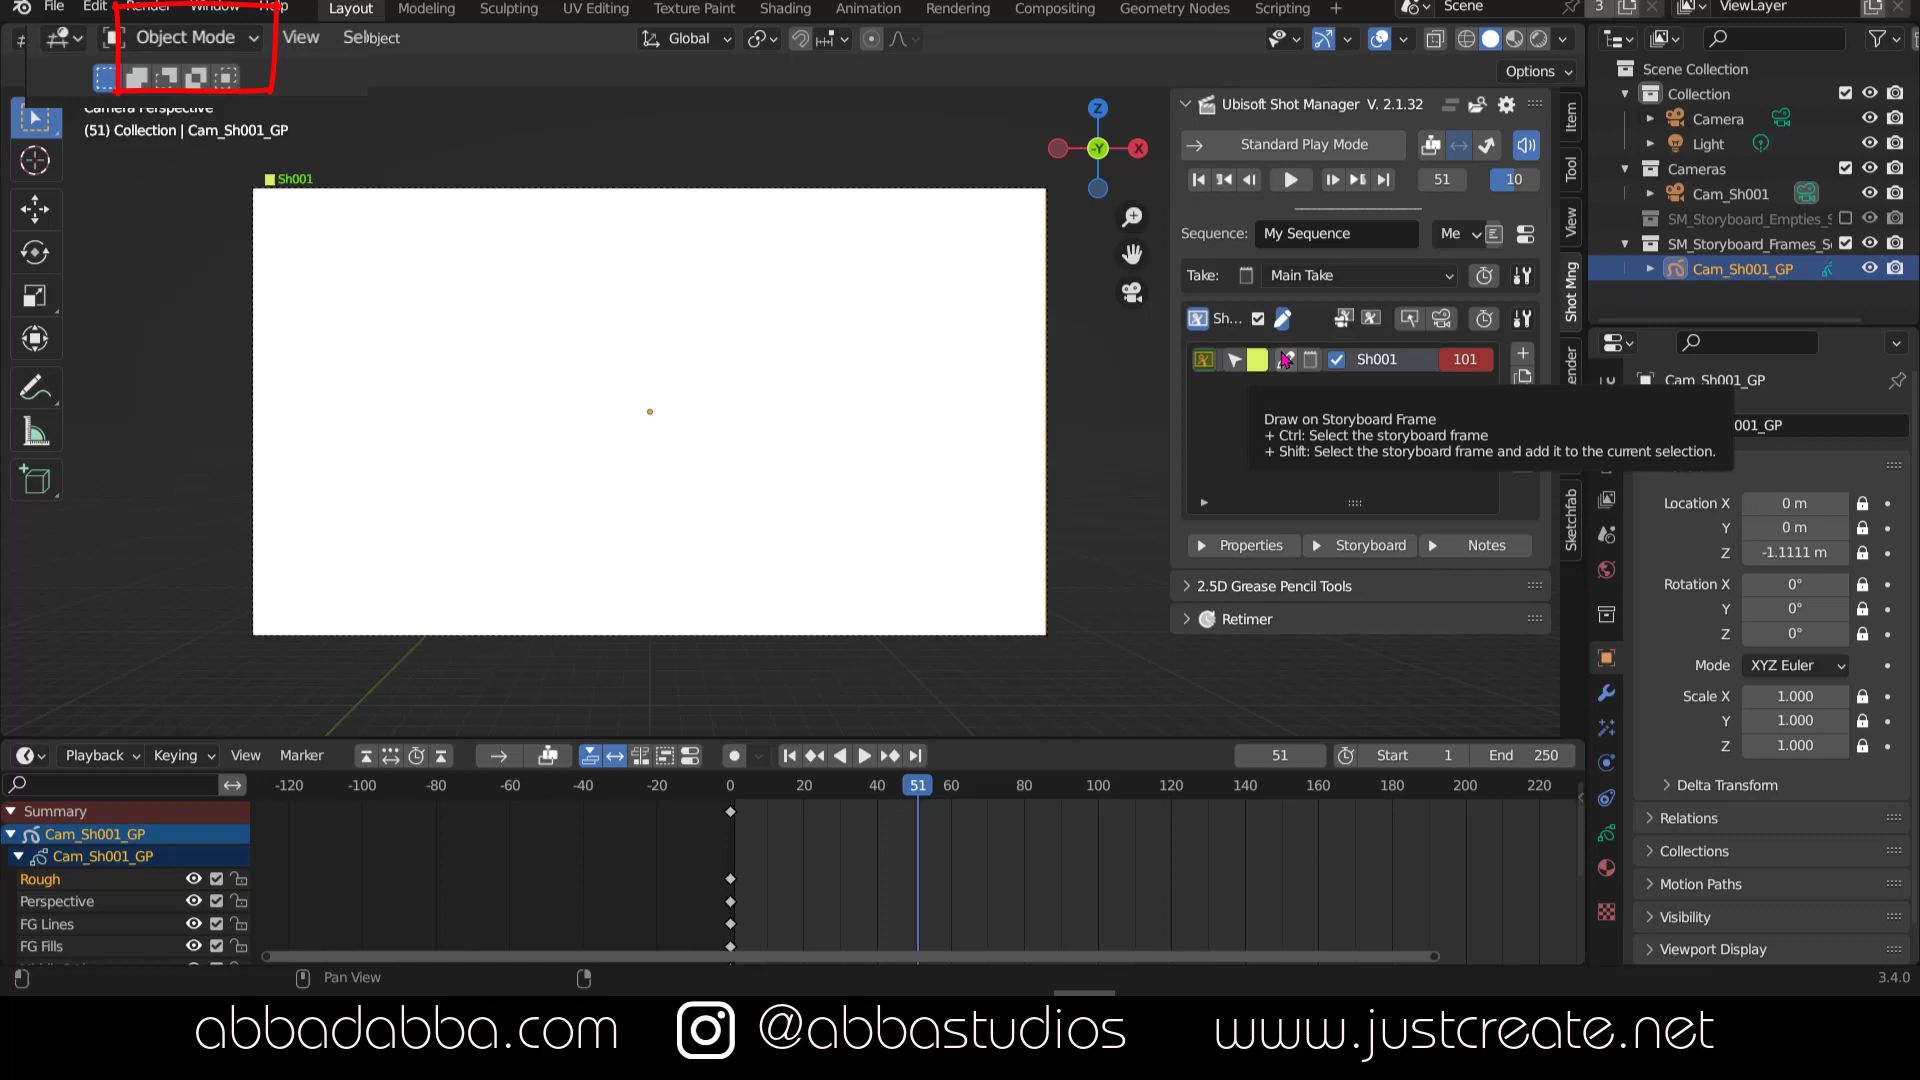 File Edit Render Window Help Layout Modeling Sculpting UV Editing Texture Paint Shading Animation Rendering Compositing Geometry Nodes Scripting + Scene 3 ViewLayer
Object Mode View Select Object Global
Options
Camera Perspective
(51) Collection | Cam_Sh001_GP
Sh001
Z
-Y X
Ubisoft Shot Manager V. 2.1.32
Standard Play Mode
51 10
Sequence: My Sequence Me
Take: Main Take
Sh...
Sh001 101
Draw on Storyboard Frame
+ Ctrl: Select the storyboard frame
+ Shift: Select the storyboard frame and add it to the current selection.
Properties Storyboard Notes
2.5D Grease Pencil Tools
Retimer
Item
Tool
View
Shot Mng
Sketchfab
Scene Collection
Collection
Camera
Light
Cameras
Cam_Sh001
SM_Storyboard_Empties_S
SM_Storyboard_Frames_Sc
Cam_Sh001_GP
Cam_Sh001_GP
001_GP
Location X 0 m
Y 0 m
Z -1.1111 m
Rotation X 0°
Y 0°
Z 0°
Mode XYZ Euler
Scale X 1.000
Y 1.000
Z 1.000
Delta Transform
Relations
Collections
Motion Paths
Visibility
Viewport Display
Playback Keying View Marker 51 Start 1 End 250
-120 -100 -80 -60 -40 -20 0 20 40 51 60 80 100 120 140 160 180 200 220
Summary
Cam_Sh001_GP
Cam_Sh001_GP
Rough
Perspective
FG Lines
FG Fills
Pan View 3.4.0
abbadabba.com @abbastudios www.justcreate.net